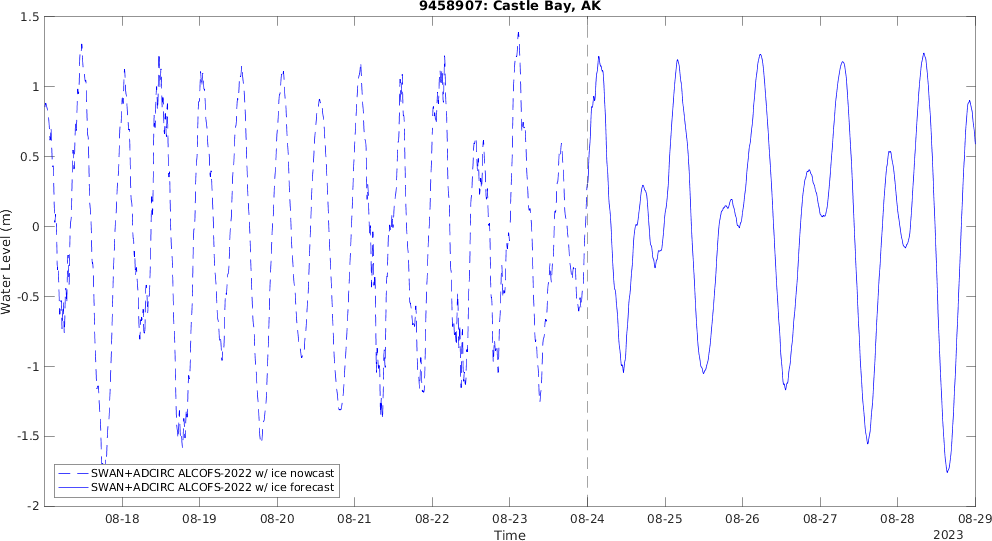 9458907: Castle Bay, AK
1.5
1
0.5
0
-0.5
-1
-1.5
-2
Water Level (m)
SWAN+ADCIRC ALCOFS-2022 w/ ice nowcast
SWAN+ADCIRC ALCOFS-2022 w/ ice forecast
08-18 08-19 08-20 08-21 08-22 08-23 08-24 08-25 08-26 08-27 08-28 08-29
Time
2023